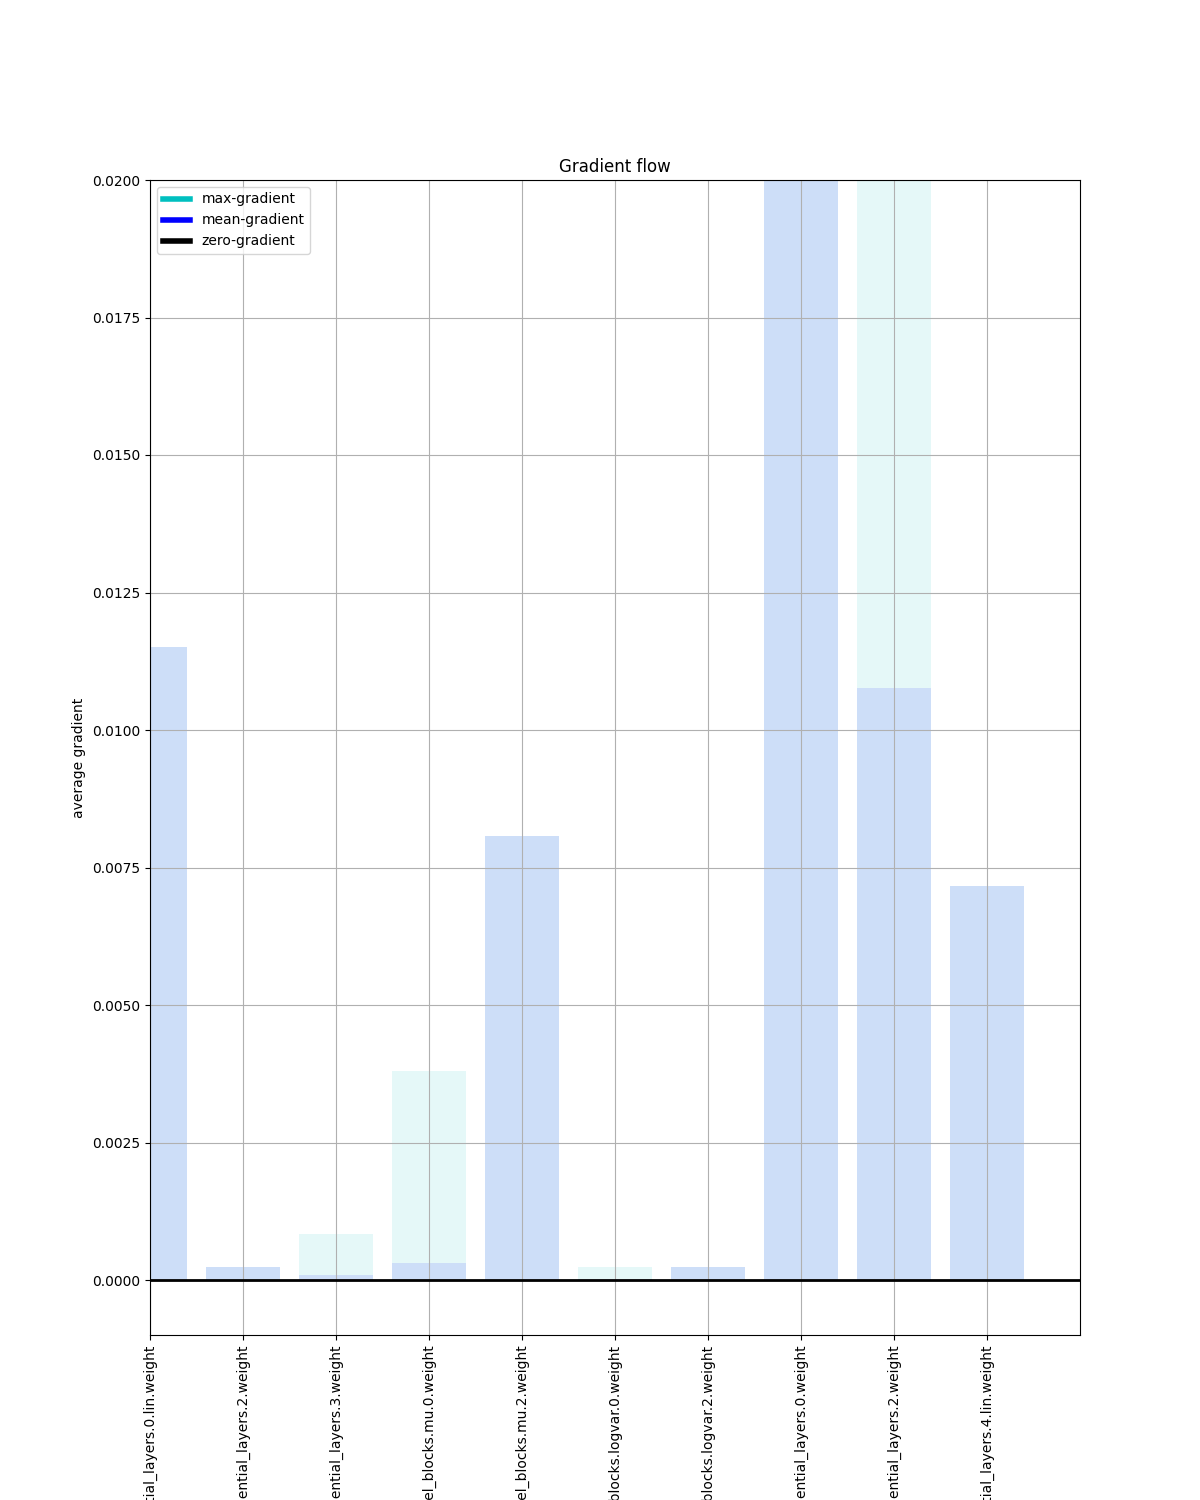 Gradient flow
max-gradient
mean-gradient
zero-gradient
0.0200
0.0175
0.0150
0.0125
0.0100
0.0075
0.0050
0.0025
0.0000
average gradient
tial_layers.0.lin.weight
ential_layers.2.weight
ential_layers.3.weight
el_blocks.mu.0.weight
el_blocks.mu.2.weight
blocks.logvar.0.weight
blocks.logvar.2.weight
ential_layers.0.weight
ential_layers.2.weight
tial_layers.4.lin.weight